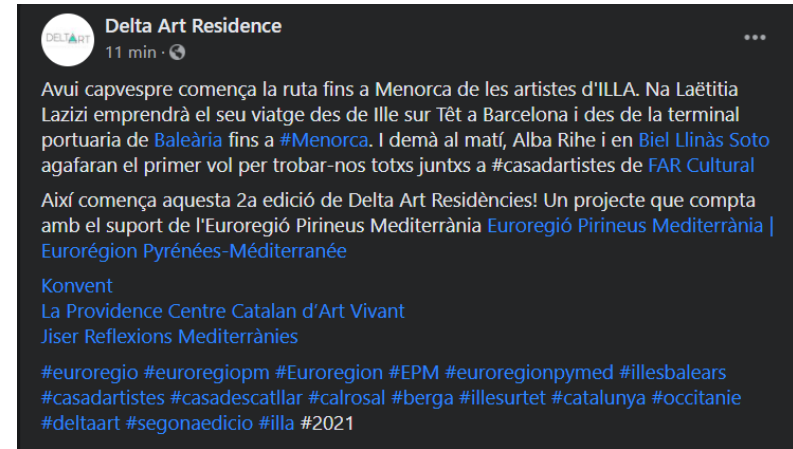 DELTART
Delta Art Residence
11 min ·
Avui capvespre comença la ruta fins a Menorca de les artistes d'ILLA. Na Laëtitia
Lazizi emprendrà el seu viatge des de Ille sur Têt a Barcelona i des de la terminal
portuaria de Baleària fins a #Menorca. I demà al matí, Alba Rihe i en Biel Llinàs Soto
agafaran el primer vol per trobar-nos totxs juntxs a #casadartistes de FAR Cultural
Així comença aquesta 2a edició de Delta Art Residències! Un projecte que compta
amb el suport de l'Euroregió Pirineus Mediterrània Euroregió Pirineus Mediterrània |
Eurorégion Pyrénées-Méditerranée
Konvent
La Providence Centre Catalan d'Art Vivant
Jiser Reflexions Mediterrànies
#euroregio #euroregiopm #Euroregion #EPM #euroregionpymed #illesbalears
#casadartistes #casadescatllar #calrosal #berga #illesurtet #catalunya #occitanie
#deltaart #segonaedicio #illa #2021